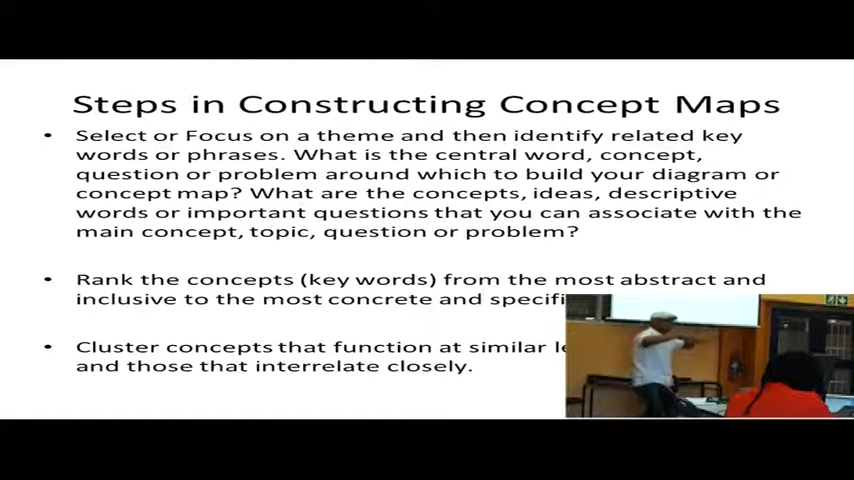 Steps in Constructing Concept Maps
• Select or Focus on a theme and then identify related key
words or phrases. What is the central word, concept,
question or problem around which to build your diagram or
concept map? What are the concepts, ideas, descriptive
words or important questions that you can associate with the
main concept, topic, question or problem?
• Rank the concepts (key words) from the most abstract and
inclusive to the most concrete and
• Cluster concepts that function at similar
and those that interrelate closely.